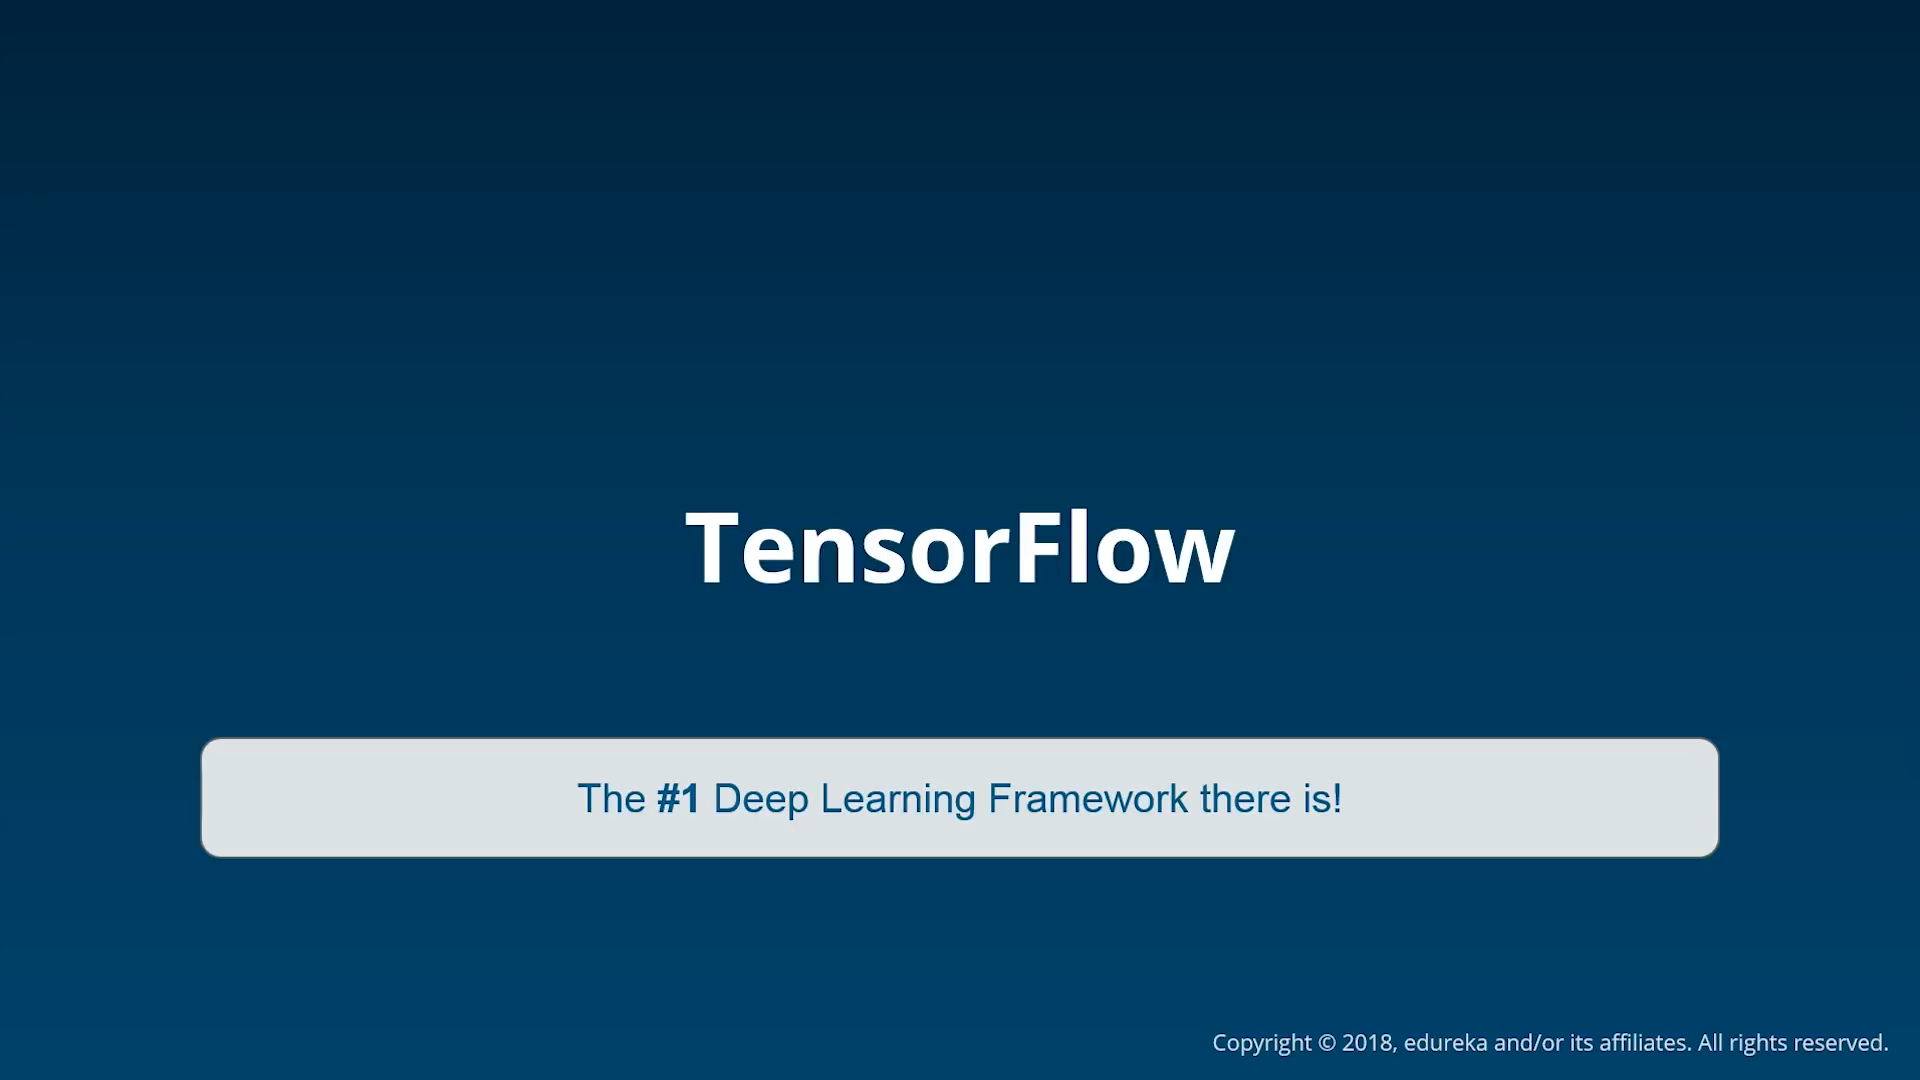 TensorFlow
The #1 Deep Learning Framework there is!
Copyright © 2018, edureka and/or its affiliates. All rights reserved.